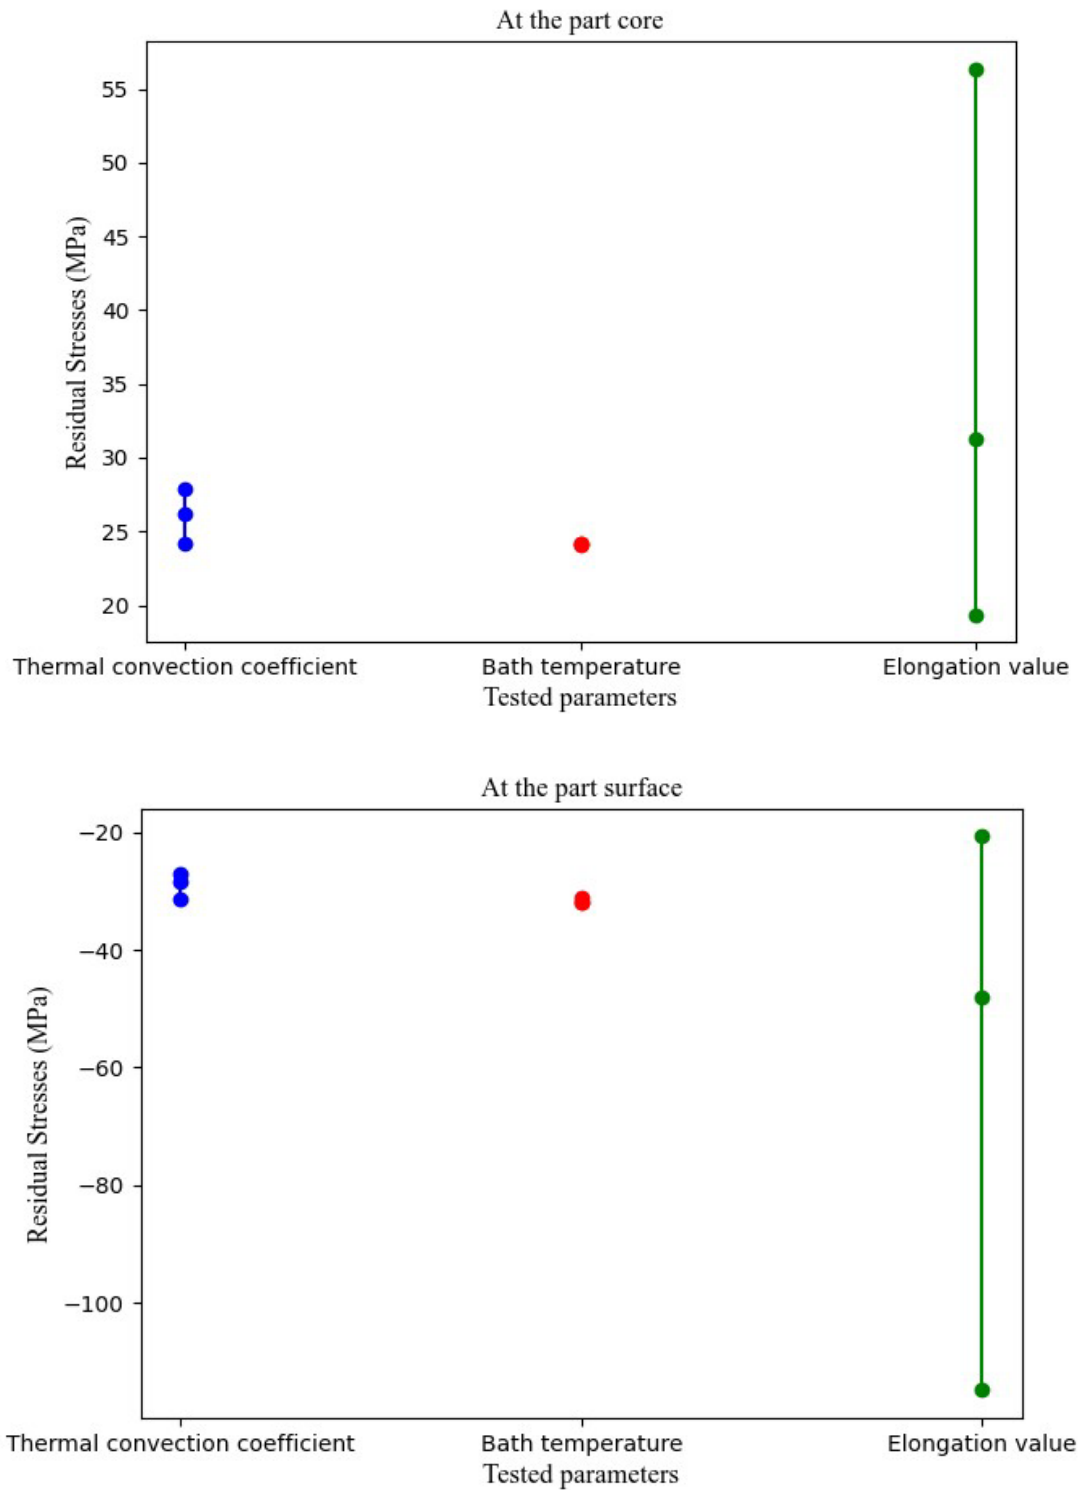 At the part core
Residual Stresses (MPa)
55
50
45
40
35
30
25
20
Thermal convection coefficient
Bath temperature
Elongation value
Tested parameters
At the part surface
Residual Stresses (MPa)
−20
−40
−60
−80
−100
Thermal convection coefficient
Bath temperature
Elongation value
Tested parameters